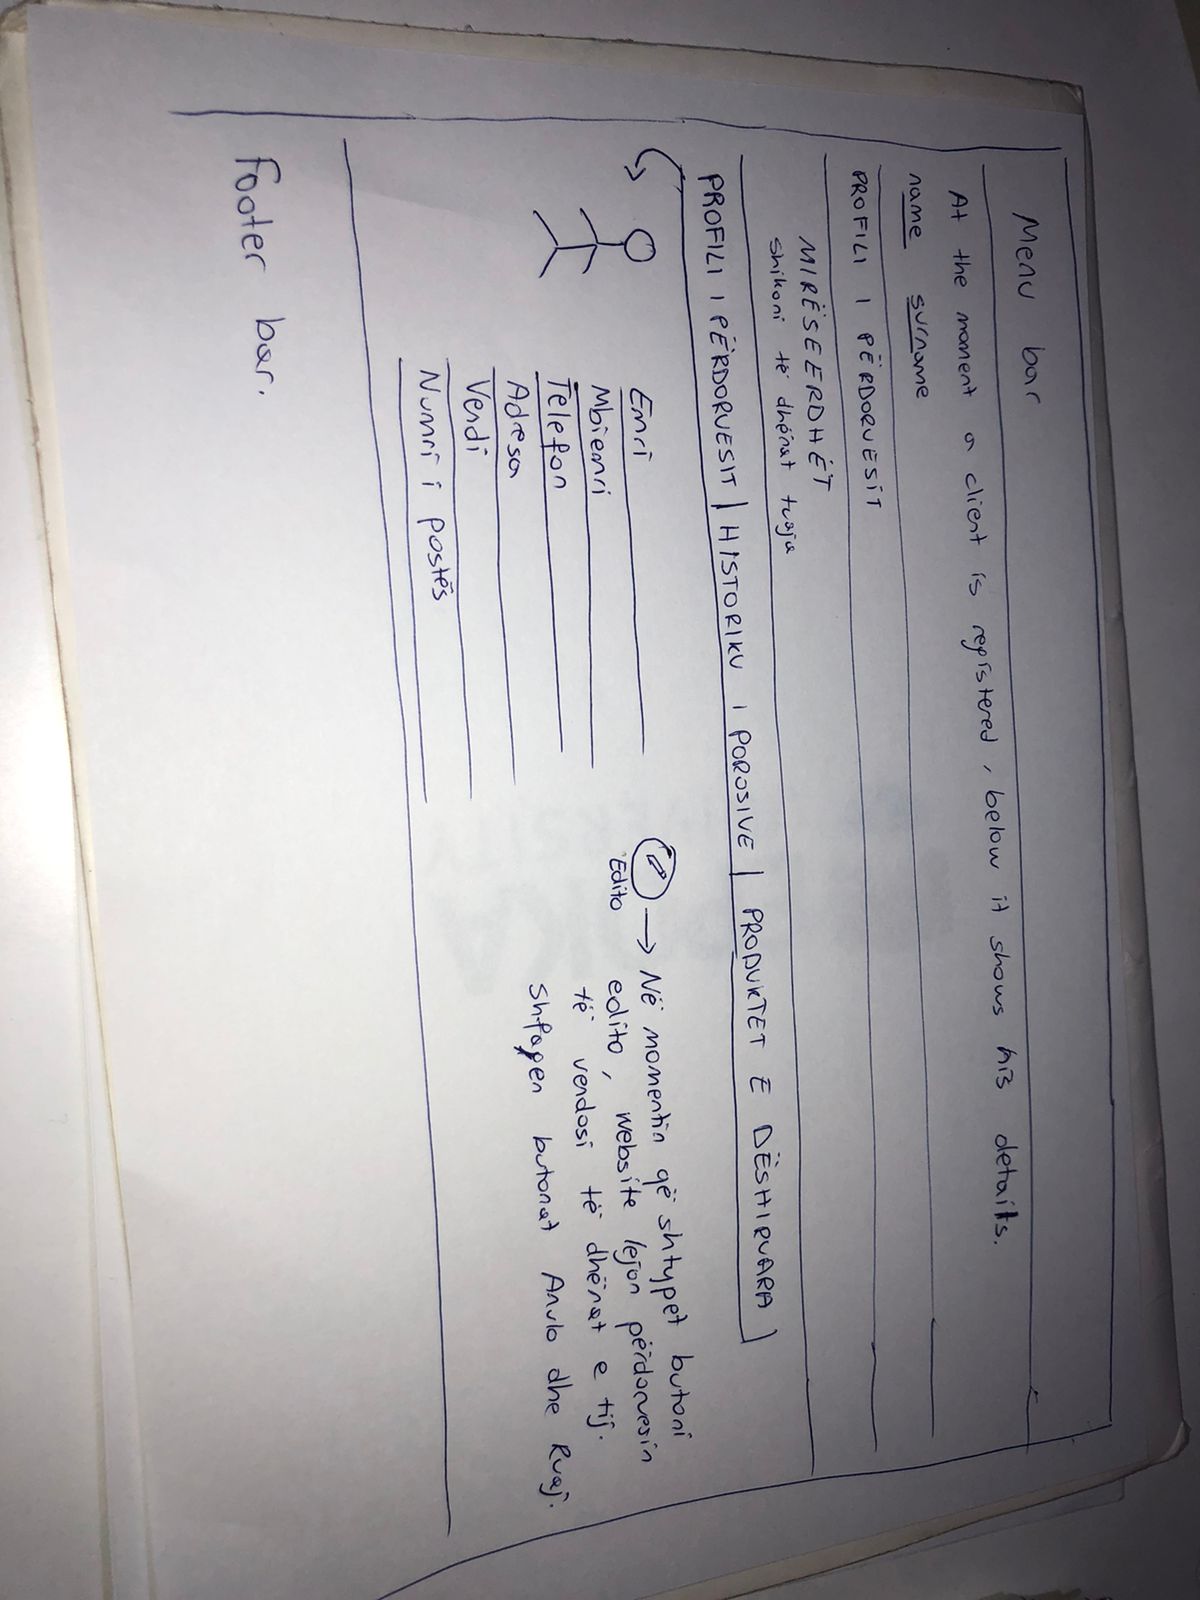 Menu bar
At the moment a client is registered, below it shows his details.
name surname
PROFILI I PËRDORUESIT
MIRËSEERDHËT
shikoni të dhënat tuaja
PROFILI I PËRDORUESIT | HISTORIKU I POROSIVE | PRODUKTET E DËSHIRUARA |
Emri
Mbiemri
Telefon
Adresa
Vendi
Numri i postës
Edito
→ Në momentin që shtypet butoni
edito, website lejon përdoruesin
të vendosi të dhënat e tij.
Shfaqen butonat Anulo dhe Ruaj.
Footer bar.